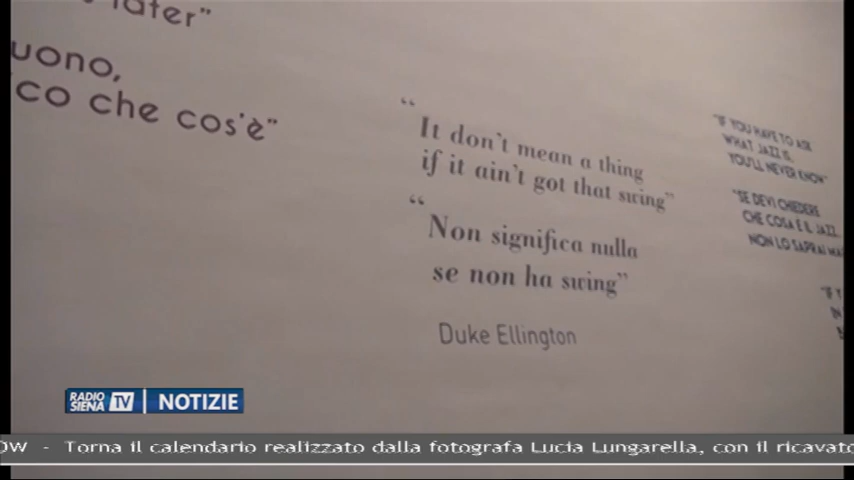 later”
uono,
co che cos'è”
“It don't mean a thing
if it ain't got that swing”
“Non significa nulla
se non ha swing”
Duke Ellington
“IF YOU HAVE TO ASK
WHAT JAZZ IS,
YOU'LL NEVER KNOW”
“SE DEVI CHIEDERE
CHE COSA E IL JAZZ,
NON LO SAPRAI MA
RADIO SIENA TV NOTIZIE
OW - Torna il calendario realizzato dalla fotografa Lucia Lungarella, con il ricavato